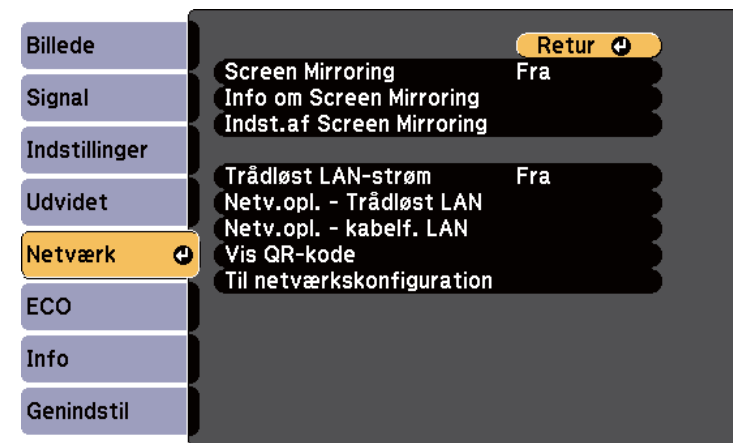 Billede
Signal
Indstillinger
Udvidet
Netværk
ECO
Info
Genindstil
Retur
Screen Mirroring Fra
Info om Screen Mirroring
Indst.af Screen Mirroring
Trådløst LAN-strøm Fra
Netv.opl. - Trådløst LAN
Netv.opl. - kabelf. LAN
Vis QR-kode
Til netværkskonfiguration